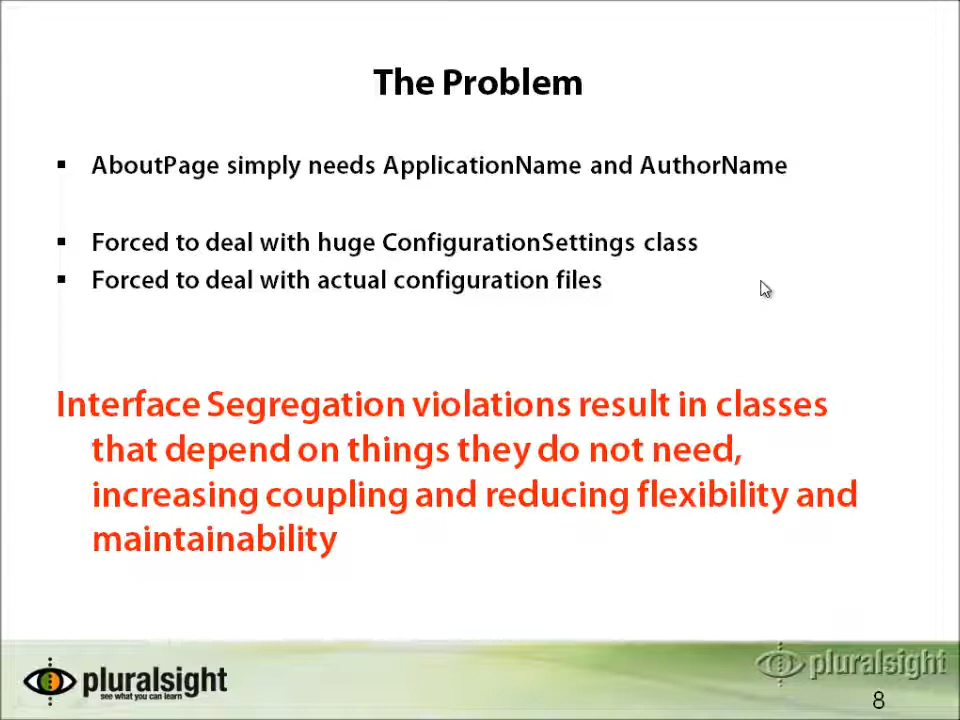 The Problem
▪ AboutPage simply needs ApplicationName and AuthorName
▪ Forced to deal with huge ConfigurationSettings class
▪ Forced to deal with actual configuration files
Interface Segregation violations result in classes
that depend on things they do not need,
increasing coupling and reducing flexibility and
maintainability
pluralsight
see what you can learn
pluralsight
8